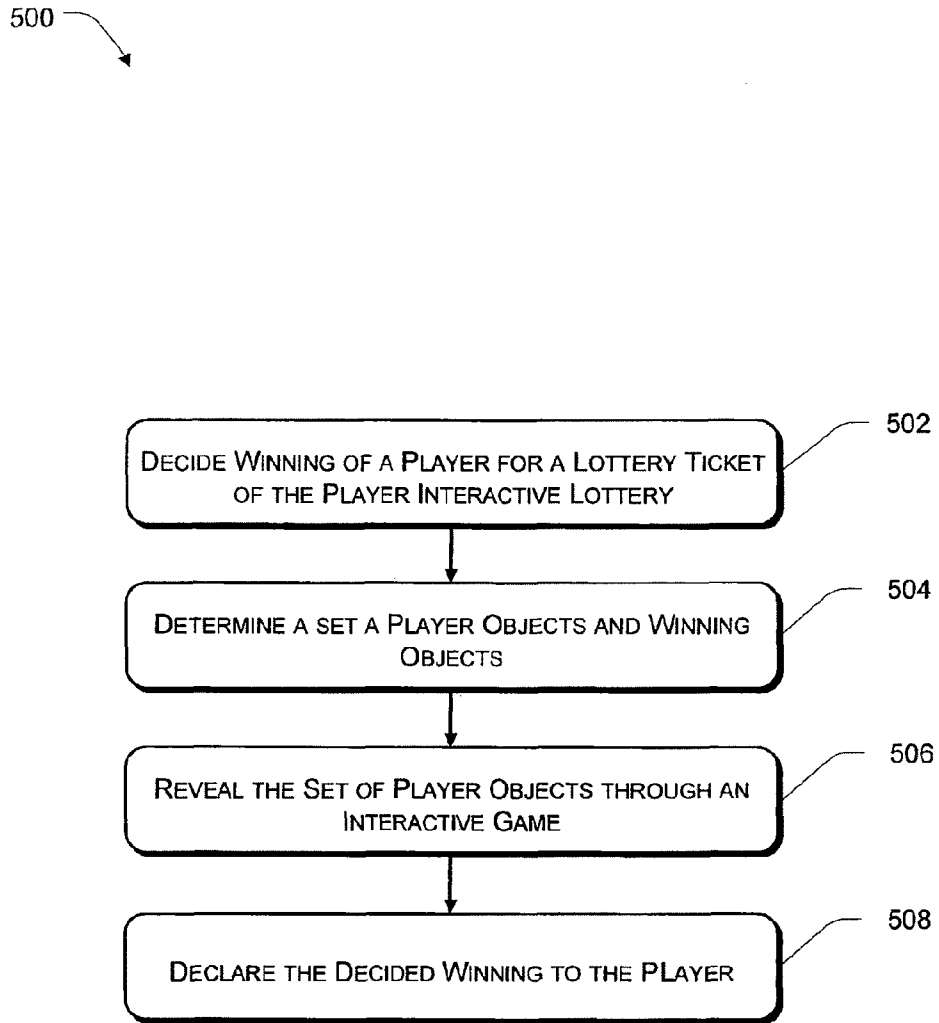 500
DECIDE WINNING OF A PLAYER FOR A LOTTERY TICKET
OF THE PLAYER INTERACTIVE LOTTERY
502
DETERMINE A SET A PLAYER OBJECTS AND WINNING
OBJECTS
504
REVEAL THE SET OF PLAYER OBJECTS THROUGH AN
INTERACTIVE GAME
506
DECLARE THE DECIDED WINNING TO THE PLAYER
508